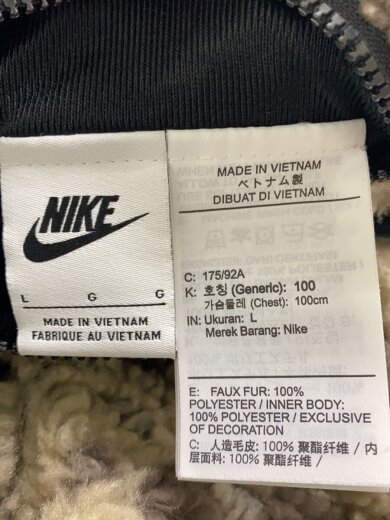 NIKE
L G G
MADE IN VIETNAM
FABRIQUE AU VIETNAM
MADE IN VIETNAM
ベトナム製
DIBUAT DI VIETNAM
C: 175/92A
K: 호칭 (Generic): 100
가슴둘레 (Chest): 100cm
IN: Ukuran: L
Merek Barang: Nike
E: FAUX FUR: 100%
POLYESTER / INNER BODY:
100% POLYESTER / EXCLUSIVE
OF DECORATION
C: 人造毛皮: 100% 聚酯纤维 / 内
层面料: 100% 聚酯纤维 /